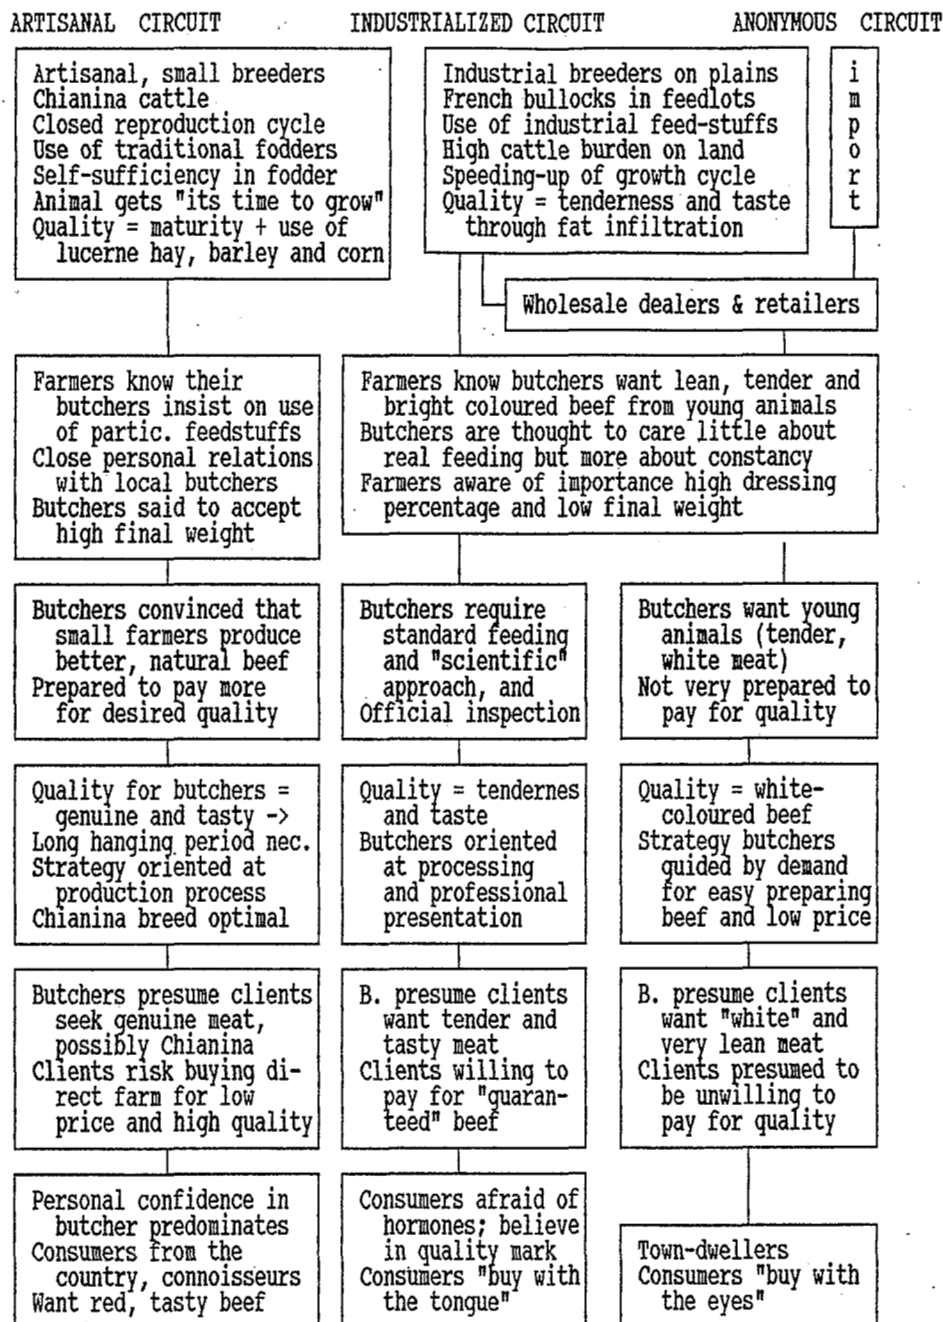 ARTISANAL CIRCUIT
INDUSTRIALIZED CIRCUIT
ANONYMOUS CIRCUIT
Artisanal, small breeders
Chianina cattle
Closed reproduction cycle
Use of traditional fodders
Self-sufficiency in fodder
Animal gets "its time to grow"
Quality = maturity + use of
lucerne hay, barley and corn
Industrial breeders on plains
French bullocks in feedlots
Use of industrial feed-stuffs
High cattle burden on land
Speeding-up of growth cycle
Quality = tenderness and taste
through fat infiltration
i
m
p
o
r
t
Wholesale dealers & retailers
Farmers know their
butchers insist on use
of partic. feedstuffs
Close personal relations
with local butchers
Butchers said to accept
high final weight
Farmers know butchers want lean, tender and
bright coloured beef from young animals
Butchers are thought to care little about
real feeding but more about constancy
Farmers aware of importance high dressing
percentage and low final weight
Butchers convinced that
small farmers produce
better, natural beef
Prepared to pay more
for desired quality
Butchers require
standard feeding
and "scientific"
approach, and
Official inspection
Butchers want young
animals (tender,
white meat)
Not very prepared to
pay for quality
Quality for butchers =
genuine and tasty ->
Long hanging period nec.
Strategy oriented at
production process
Chianina breed optimal
Quality = tendernes
and taste
Butchers oriented
at processing
and professional
presentation
Quality = white-
coloured beef
Strategy butchers
guided by demand
for easy preparing
beef and low price
Butchers presume clients
seek genuine meat,
possibly Chianina
Clients risk buying di-
rect farm for low
price and high quality
B. presume clients
want tender and
tasty meat
Clients willing to
pay for "guaran-
teed" beef
B. presume clients
want "white" and
very lean meat
Clients presumed to
be unwilling to
pay for quality
Personal confidence in
butcher predominates
Consumers from the
country, connoisseurs
Want red, tasty beef
Consumers afraid of
hormones; believe
in quality mark
Consumers "buy with
the tongue"
Town-dwellers
Consumers "buy with
the eyes"